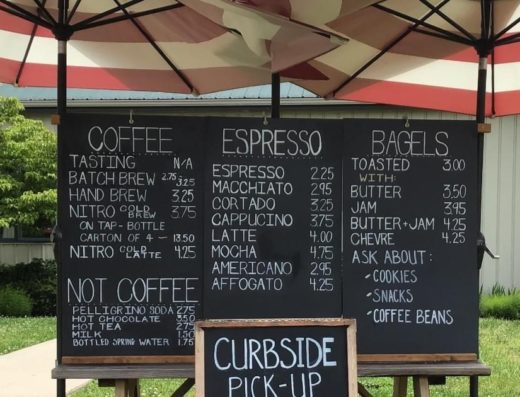 COFFEE
TASTING N/A
BATCH BREW 2.75 3.25
HAND BREW 3.25
NITRO COLD BREW 3.75
ON TAP - BOTTLE
CARTON OF 4 - 13.50
NITRO COLD LATTE 4.25
NOT COFFEE
PELLEGRINO SODA 2.75
HOT CHOCOLATE 3.50
HOT TEA 2.75
MILK 1.50
BOTTLED SPRING WATER 1.75
ESPRESSO
ESPRESSO 2.25
MACCHIATO 2.95
CORTADO 3.25
CAPPUCINO 3.75
LATTE 4.00
MOCHA 4.75
AMERICANO 2.95
AFFOGATO 4.25
BAGELS
TOASTED 3.00
WITH:
BUTTER 3.50
JAM 3.95
BUTTER+JAM 4.25
CHEVRE 4.25
ASK ABOUT:
-COOKIES
-SNACKS
-COFFEE BEANS
CURBSIDE
PICK-UP